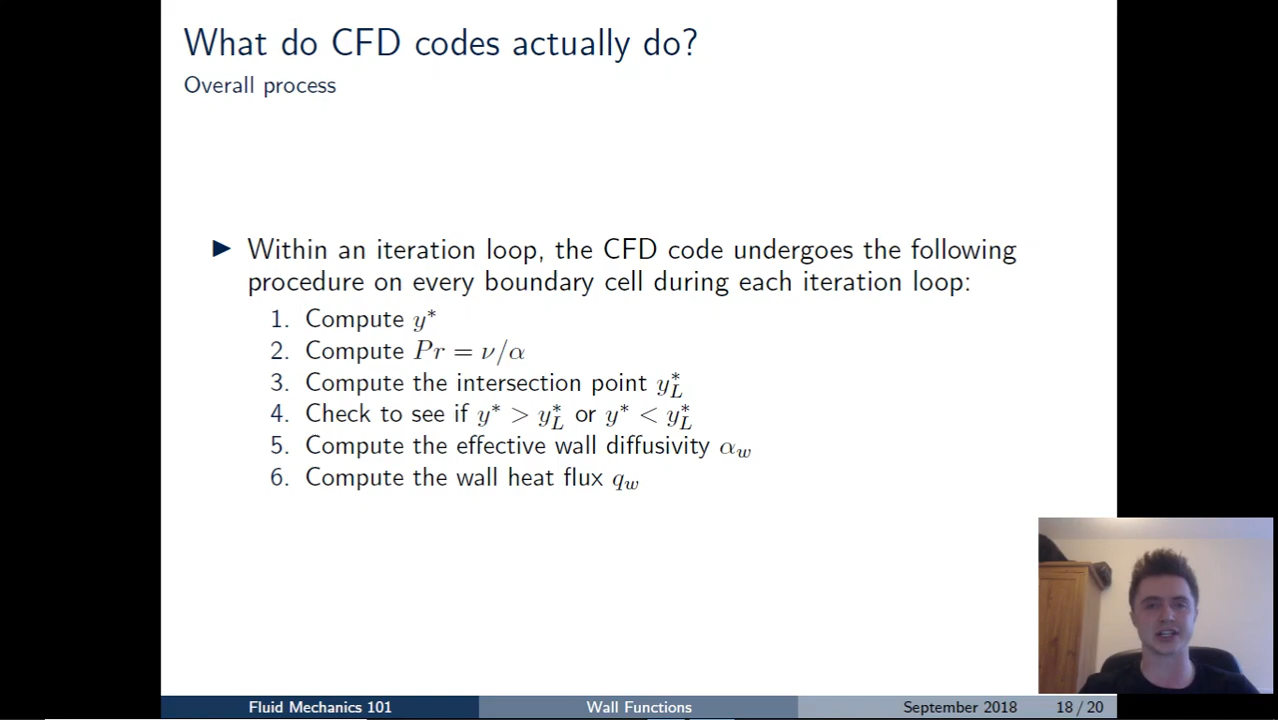 What do CFD codes actually do?
Overall process
▶ Within an iteration loop, the CFD code undergoes the following
procedure on every boundary cell during each iteration loop:
1. Compute y*
2. Compute Pr = ν/α
3. Compute the intersection point y*_L
4. Check to see if y* > y*_L or y* < y*_L
5. Compute the effective wall diffusivity α_w
6. Compute the wall heat flux q_w
Fluid Mechanics 101 Wall Functions September 2018 18 / 20